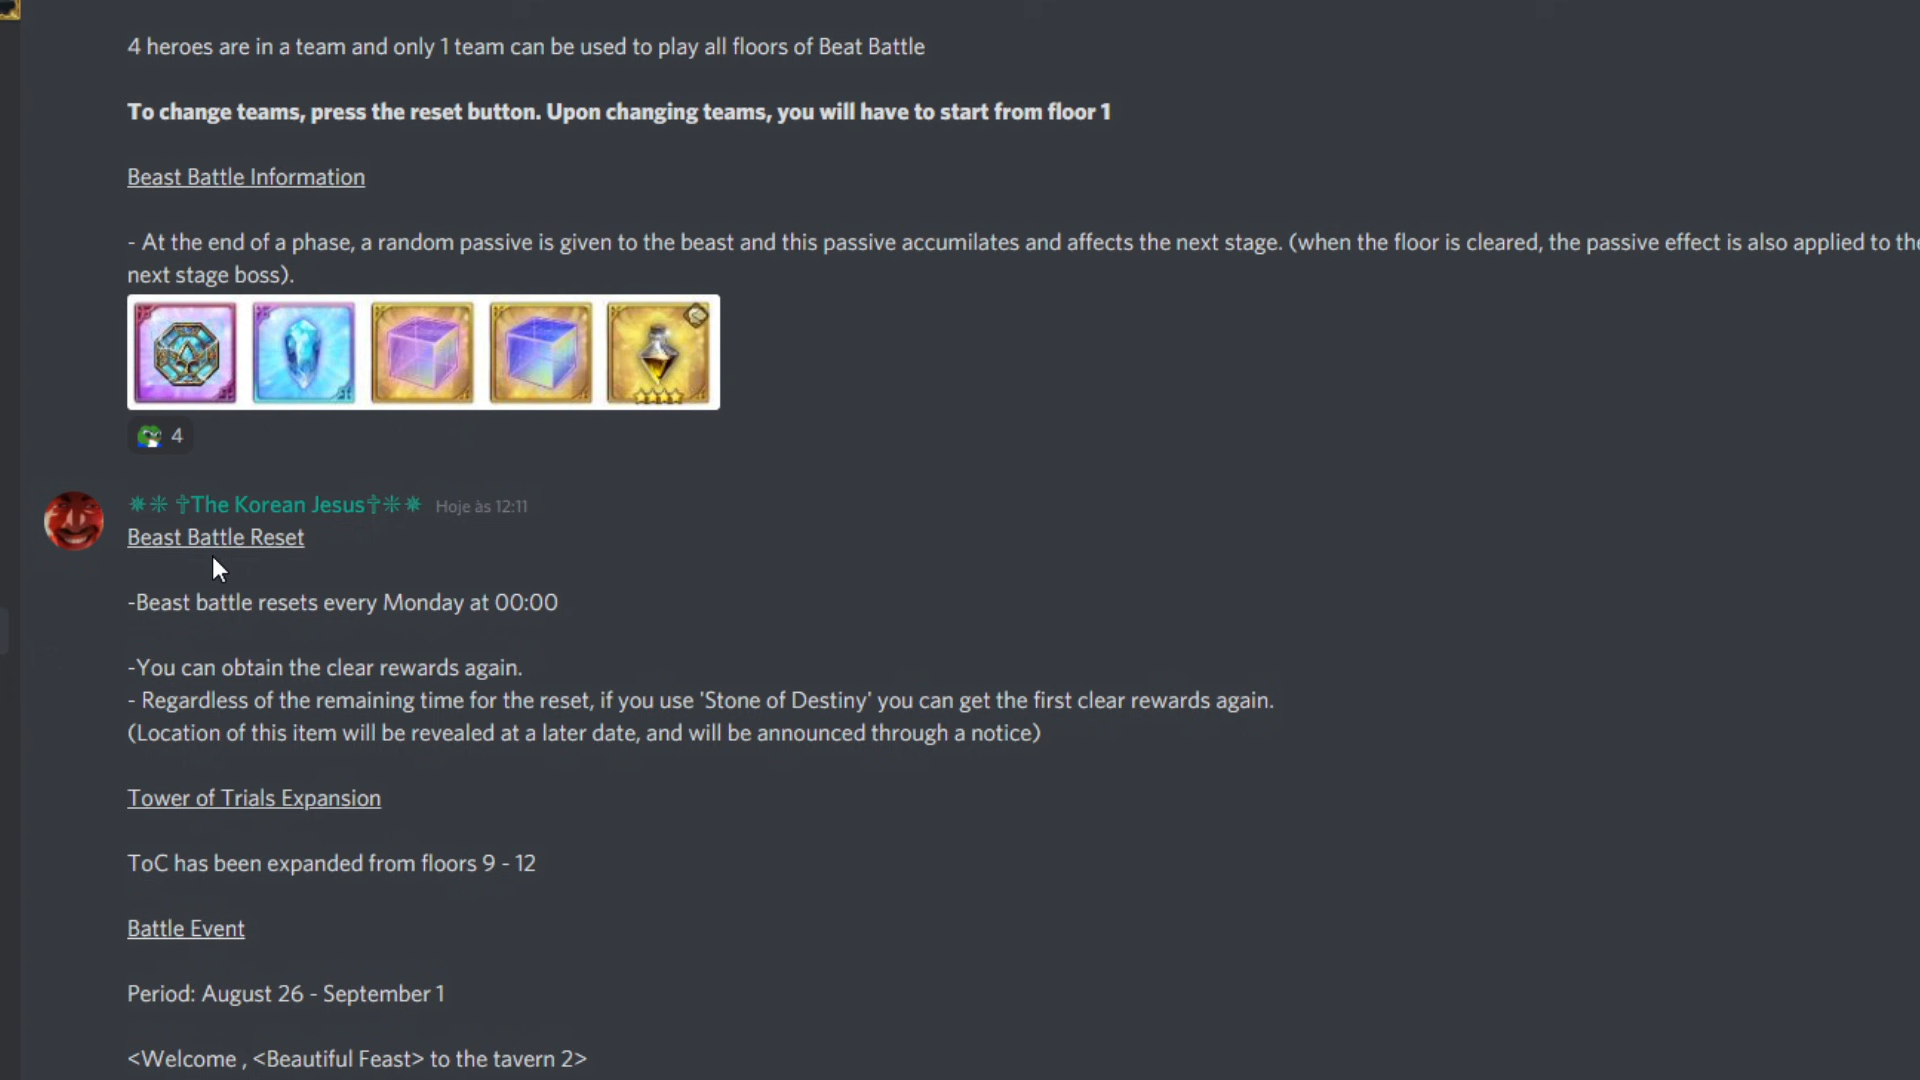 4 heroes are in a team and only 1 team can be used to play all floors of Beat Battle
To change teams, press the reset button. Upon changing teams, you will have to start from floor 1
Beast Battle Information
- At the end of a phase, a random passive is given to the beast and this passive accumilates and affects the next stage. (when the floor is cleared, the passive effect is also applied to the
next stage boss).
4
⁕❊ ✞The Korean Jesus✞❊⁕ Hoje às 12:11
Beast Battle Reset
-Beast battle resets every Monday at 00:00
-You can obtain the clear rewards again.
- Regardless of the remaining time for the reset, if you use 'Stone of Destiny' you can get the first clear rewards again.
(Location of this item will be revealed at a later date, and will be announced through a notice)
Tower of Trials Expansion
ToC has been expanded from floors 9 - 12
Battle Event
Period: August 26 - September 1
<Welcome , <Beautiful Feast> to the tavern 2>